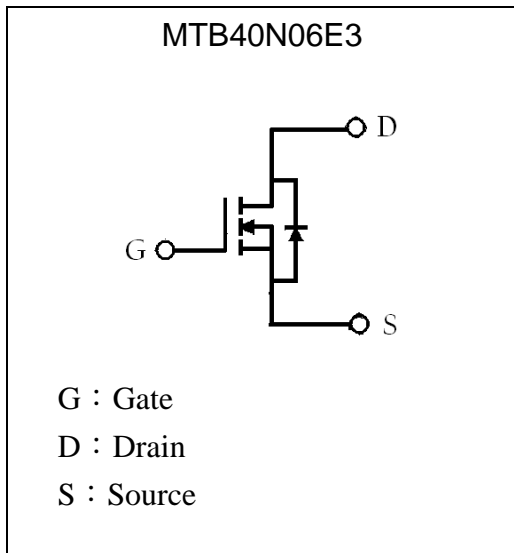 MTB40N06E3
D
G
S
G：Gate
D：Drain
S：Source